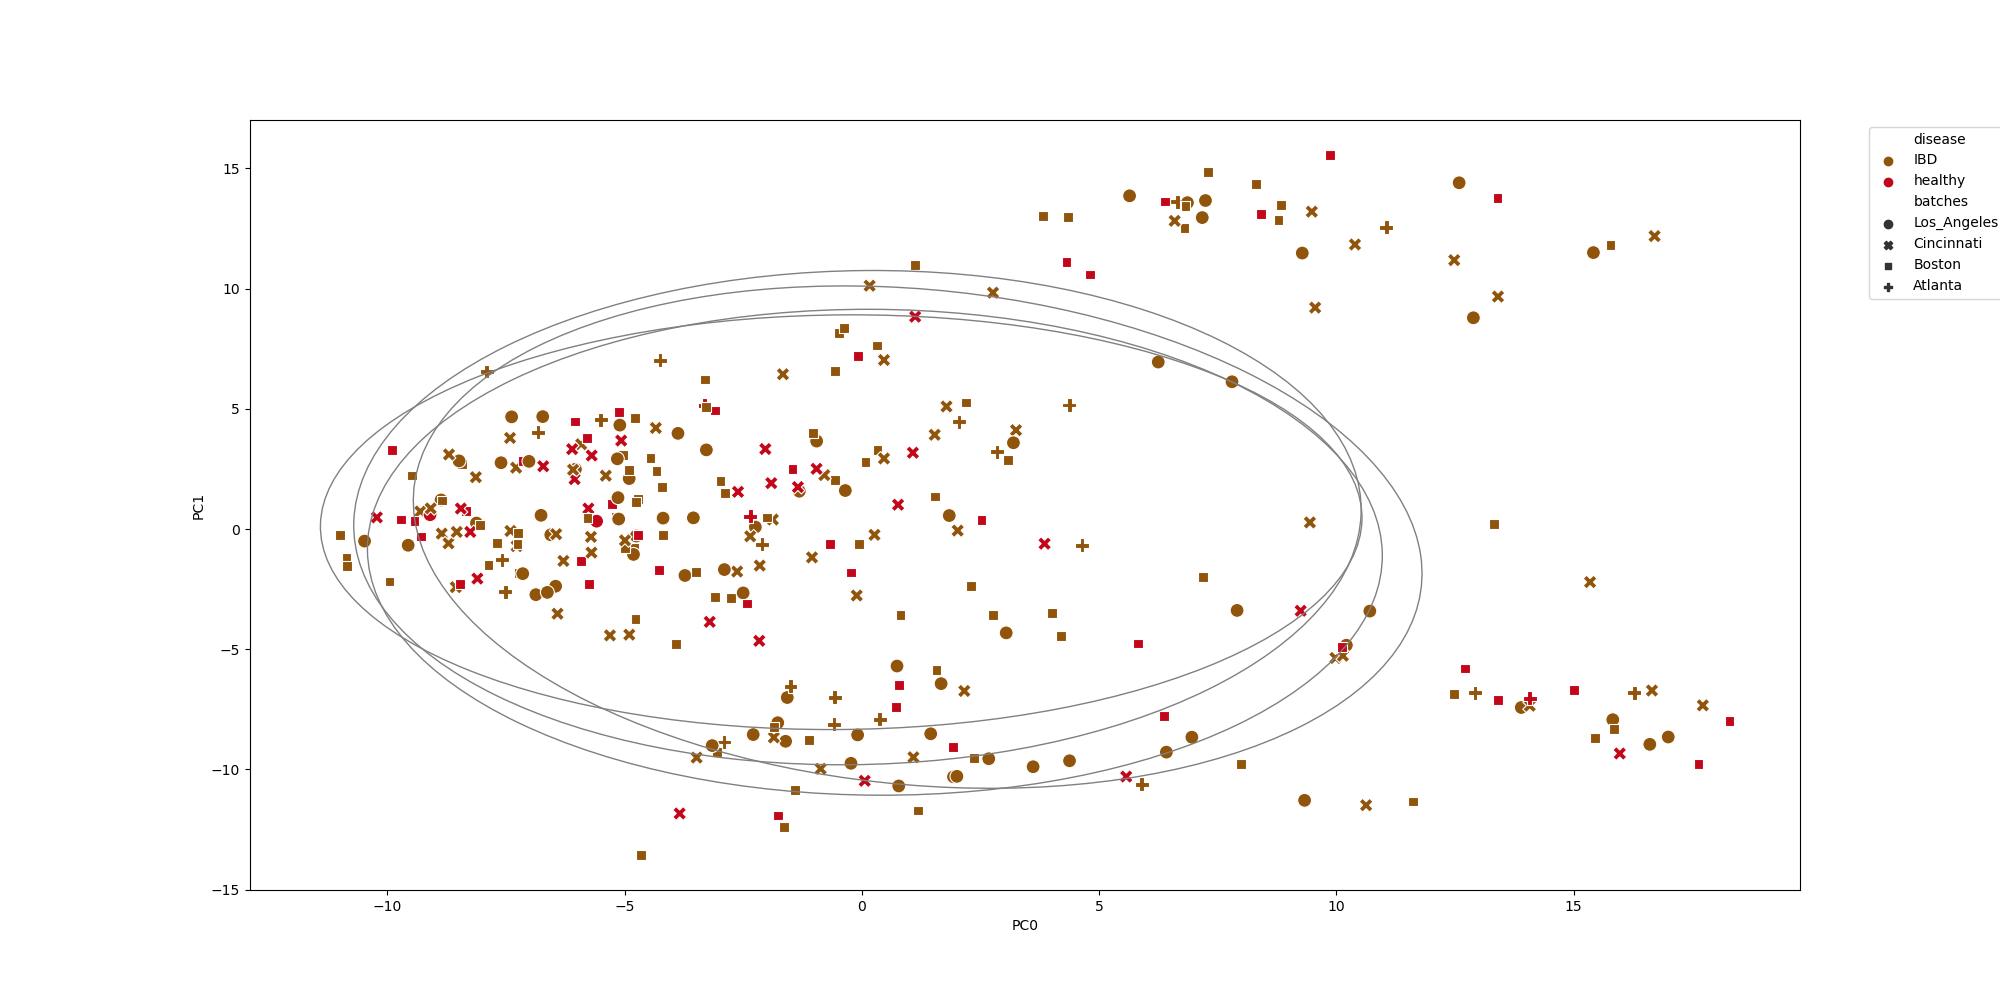 disease
IBD
healthy
batches
Los_Angeles
Cincinnati
Boston
Atlanta
15
10
5
0
−5
−10
−15
PC1
−10
−5
0
5
10
15
PC0